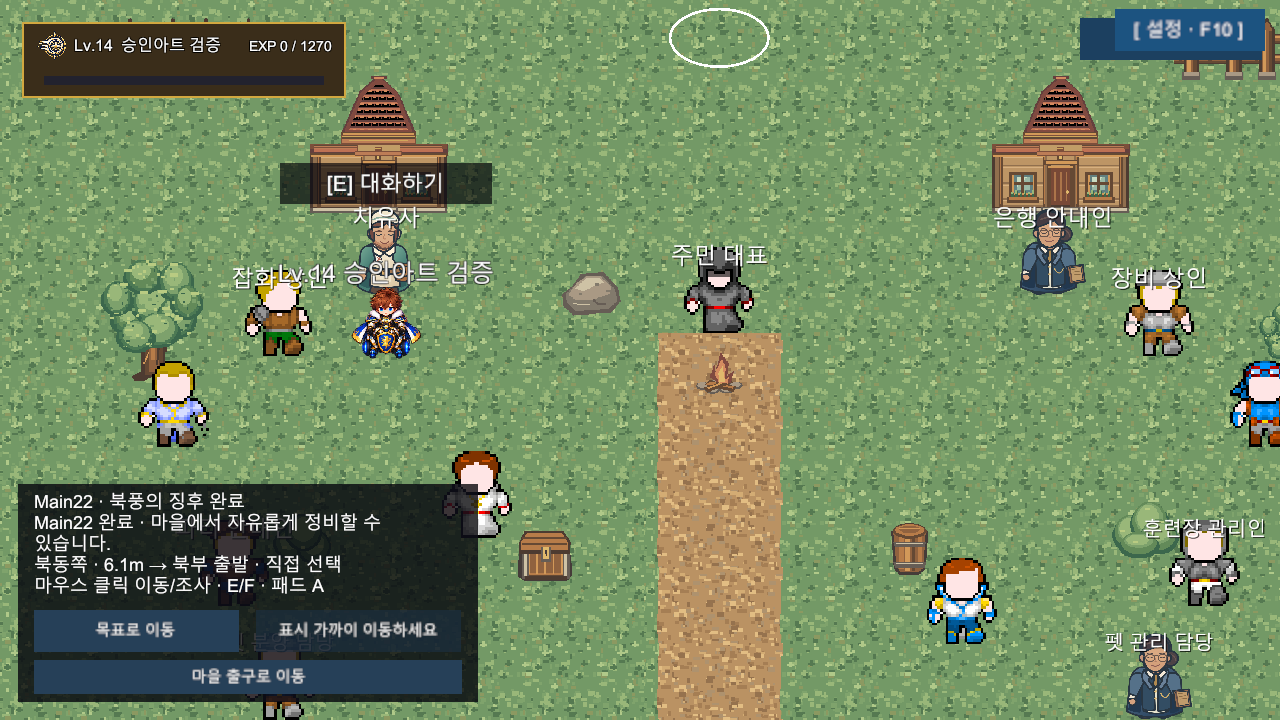 Lv.14 승인아트 검증 EXP 0 / 1270
[ 설정 · F10 ]
[E] 대화하기
치유사
은행 안내인
주민 대표
Lv.14 승인아트 검증
장비 상인
Main22 · 북풍의 징후 완료
Main22 완료 · 마을에서 자유롭게 정비할 수
있습니다.
북동쪽 · 6.1m → 북부 출발 · 직접 선택
마우스 클릭 이동/조사 · E/F · 패드 A
훈련장 관리인
목표로 이동
표시 가까이 이동하세요
펫 관리 담당
마을 출구로 이동